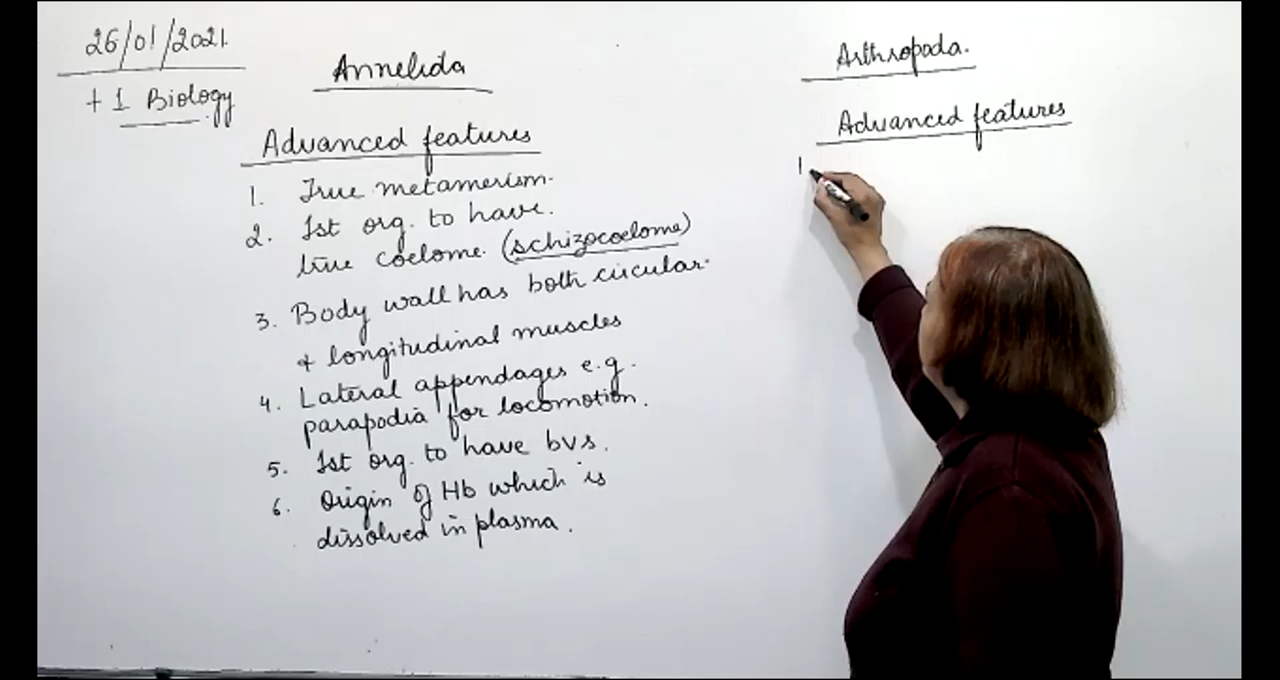 26/01/2021
+1 Biology
Annelida
Advanced features
1. True metamerism.
2. 1st org. to have.
true coelome. (schizocoelome)
3. Body wall has both circular.
& longitudinal muscles
4. Lateral appendages e.g.
parapodia for locomotion.
5. 1st org. to have bvs.
6. Origin of Hb which is
dissolved in plasma.
Arthropoda.
Advanced features
1